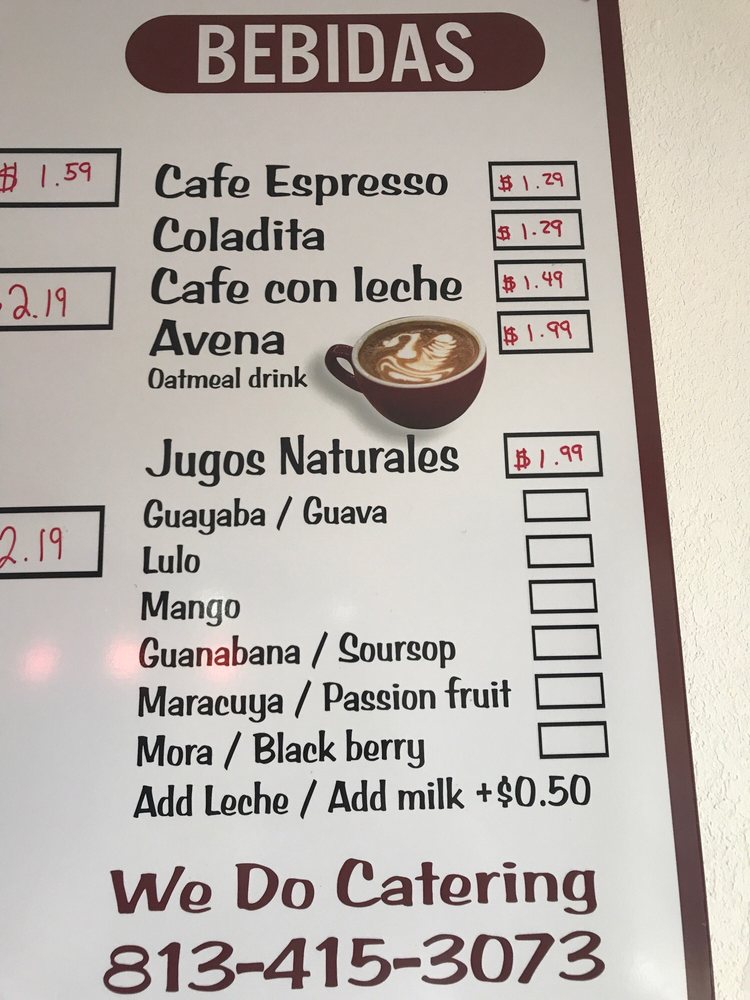 BEBIDAS
$ 1.59
Cafe Espresso $ 1.29
Coladita $ 1.29
2.19
Cafe con leche $ 1.49
Avena $ 1.99
Oatmeal drink
Jugos Naturales $ 1.99
Guayaba / Guava
2.19
Lulo
Mango
Guanabana / Soursop
Maracuya / Passion fruit
Mora / Black berry
Add Leche / Add milk +$0.50
We Do Catering
813-415-3073